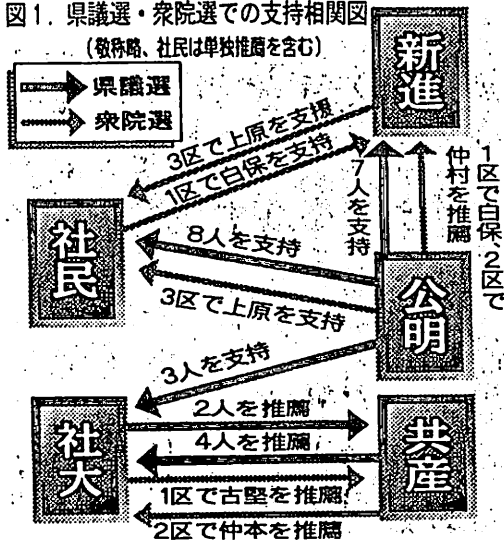 図1．県議選・衆院選での支持相関図
（敬称略、社民は単独推薦を含む）
県議選
衆院選
新進
3区で上原を支援
1区で白保を支持
7人を支持
1区で白保、2区で
仲村を推薦
社民
8人を支持
3区で上原を支持
公明
3人を支持
社大
2人を推薦
4人を推薦
共産
1区で古堅を推薦
2区で仲本を推薦